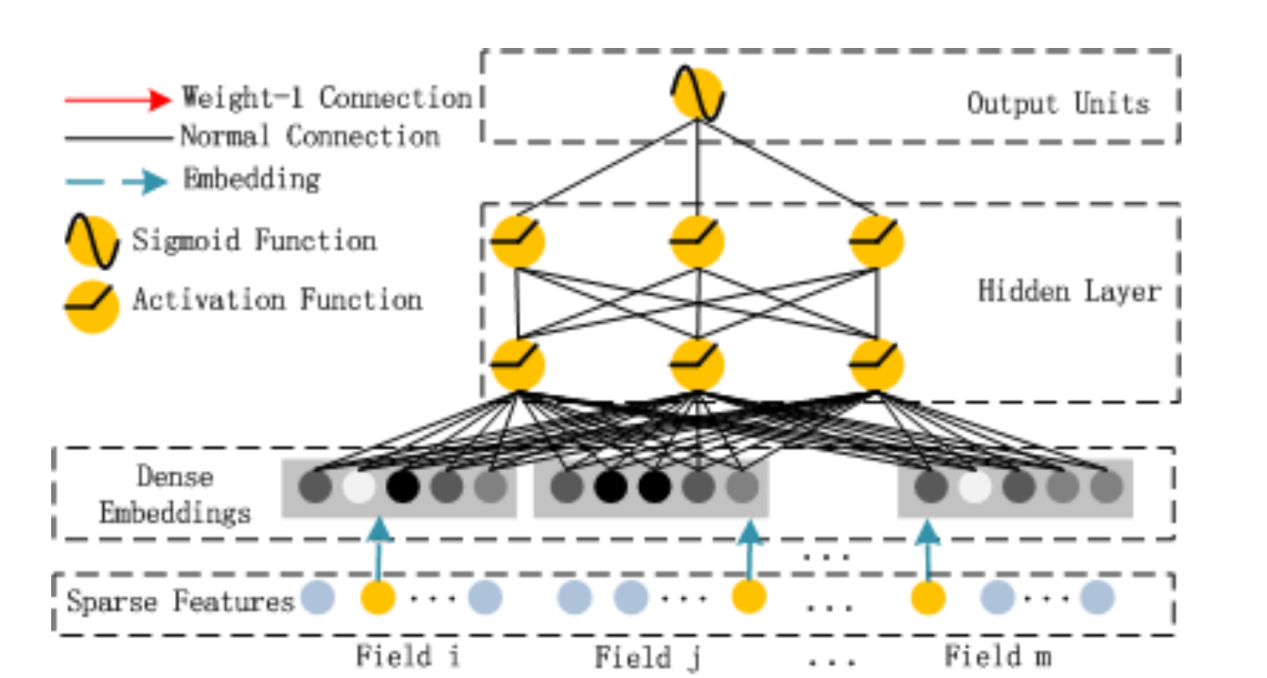 Weight-1 Connection
Normal Connection
Embedding
Sigmoid Function
Activation Function
Output Units
Hidden Layer
Dense
Embeddings
. . .
Sparse Features
. . .
. . .
. . .
. . .
Field i
Field j
. . .
Field m